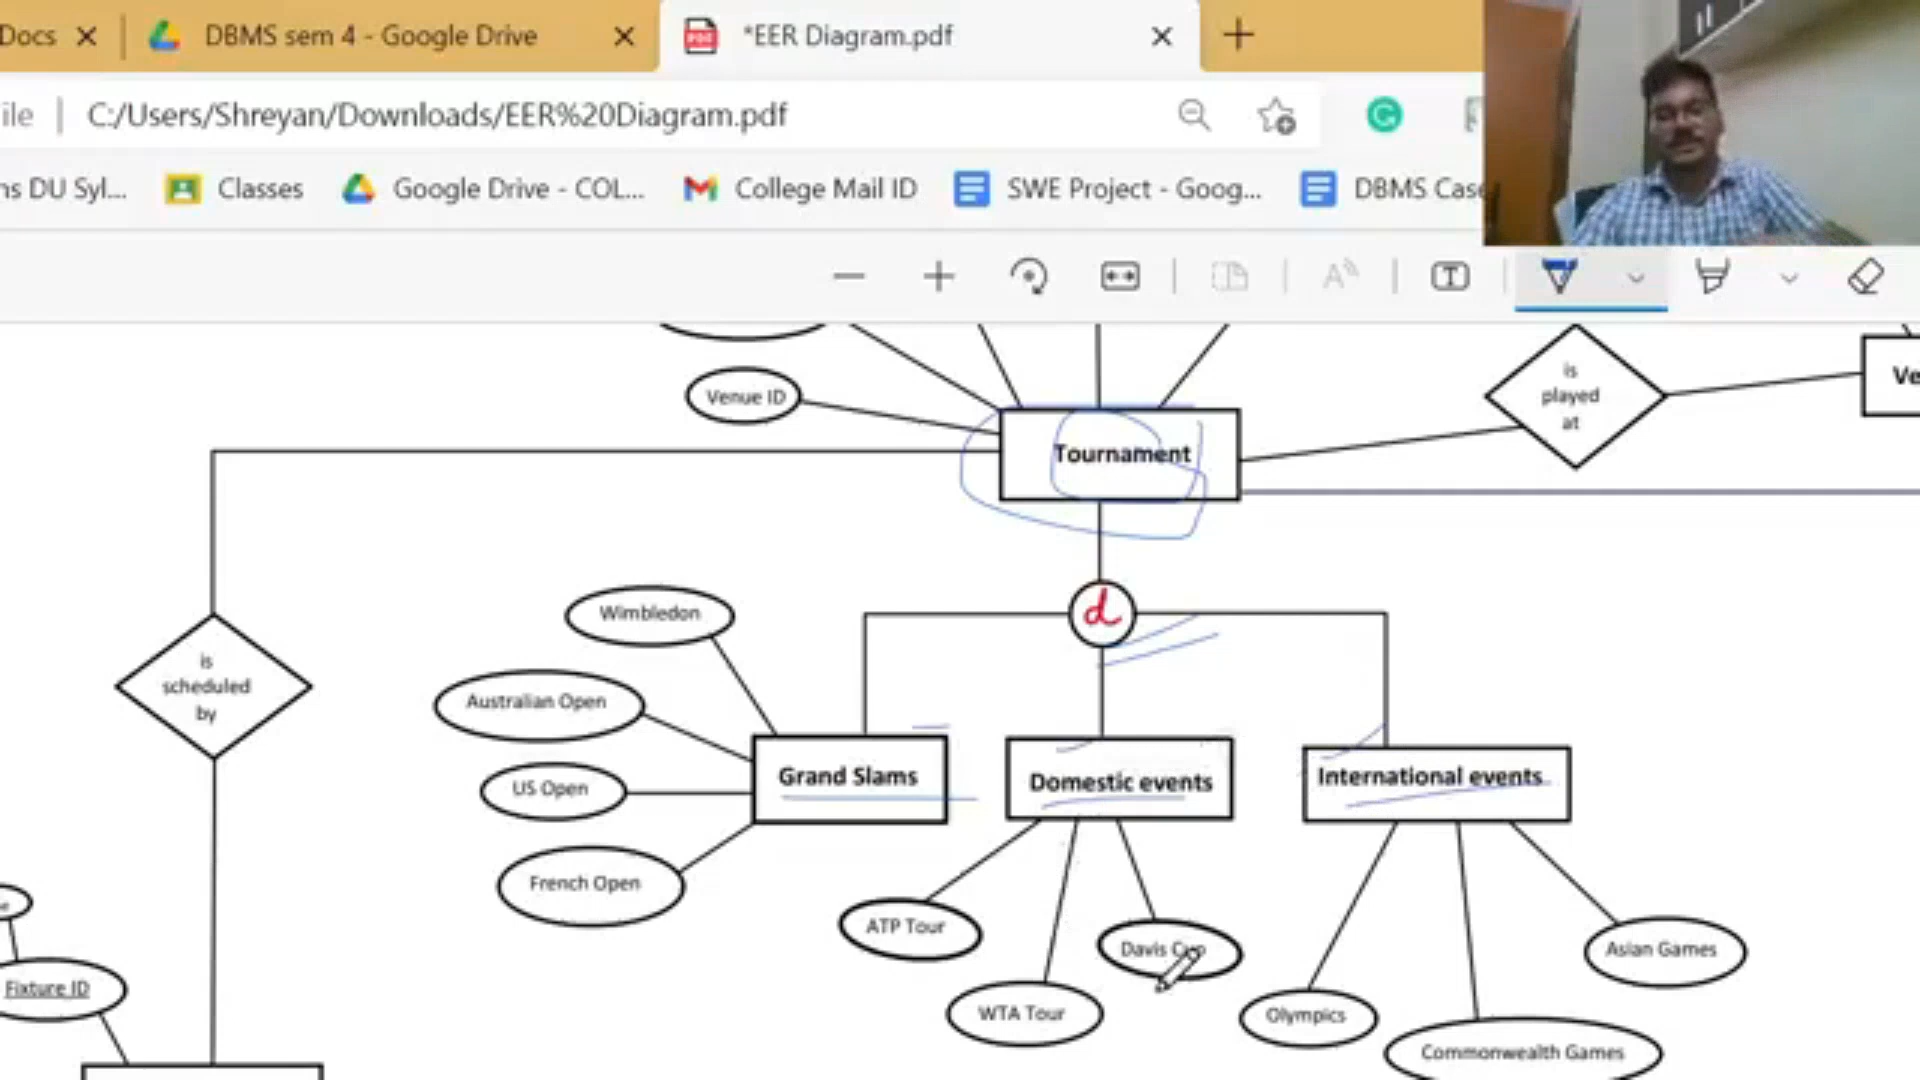 Docs
DBMS sem 4 - Google Drive
*EER Diagram.pdf
ile
C:/Users/Shreyan/Downloads/EER%20Diagram.pdf
ns DU Syl...
Classes
Google Drive - COL...
College Mail ID
SWE Project - Goog...
DBMS Case
Venue ID
is
played
at
Ve
Tournament
d
Wimbledon
Australian Open
US Open
French Open
is
scheduled
by
Grand Slams
Domestic events
International events
ATP Tour
Davis Cup
WTA Tour
Asian Games
Olympics
Commonwealth Games
Fixture ID